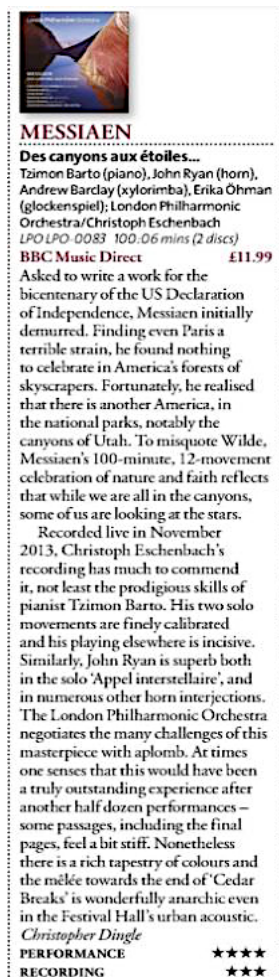 London Philharmonic Orchestra
MESSIAEN
MESSIAEN
Des canyons aux étoiles...
Tzimon Barto (piano), John Ryan (horn),
Andrew Barclay (xylorimba), Erika Öhman
(glockenspiel); London Philharmonic
Orchestra/Christoph Eschenbach
LPO LPO-0083 100:06 mins (2 discs)
BBC Music Direct £11.99
Asked to write a work for the
bicentenary of the US Declaration
of Independence, Messiaen initially
demurred. Finding even Paris a
terrible strain, he found nothing
to celebrate in America's forests of
skyscrapers. Fortunately, he realised
that there is another America, in
the national parks, notably the
canyons of Utah. To misquote Wilde,
Messiaen's 100-minute, 12-movement
celebration of nature and faith reflects
that while we are all in the canyons,
some of us are looking at the stars.
Recorded live in November
2013, Christoph Eschenbach's
recording has much to commend
it, not least the prodigious skills of
pianist Tzimon Barto. His two solo
movements are finely calibrated
and his playing elsewhere is incisive.
Similarly, John Ryan is superb both
in the solo 'Appel interstellaire', and
in numerous other horn interjections.
The London Philharmonic Orchestra
negotiates the many challenges of this
masterpiece with aplomb. At times
one senses that this would have been
a truly outstanding experience after
another half dozen performances –
some passages, including the final
pages, feel a bit stiff. Nonetheless
there is a rich tapestry of colours and
the mêlée towards the end of 'Cedar
Breaks' is wonderfully anarchic even
in the Festival Hall's urban acoustic.
Christopher Dingle
PERFORMANCE ★★★★
RECORDING ★★★